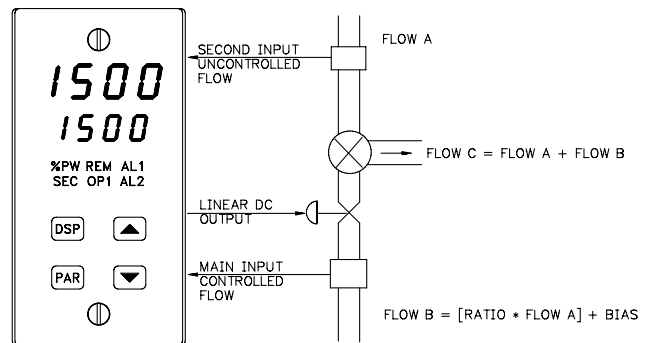 1500
1500
%PW REM AL1
SEC OP1 AL2
DSP
PAR
SECOND INPUT
UNCONTROLLED
FLOW
LINEAR DC
OUTPUT
MAIN INPUT
CONTROLLED
FLOW
FLOW A
FLOW C = FLOW A + FLOW B
FLOW B = [RATIO * FLOW A] + BIAS